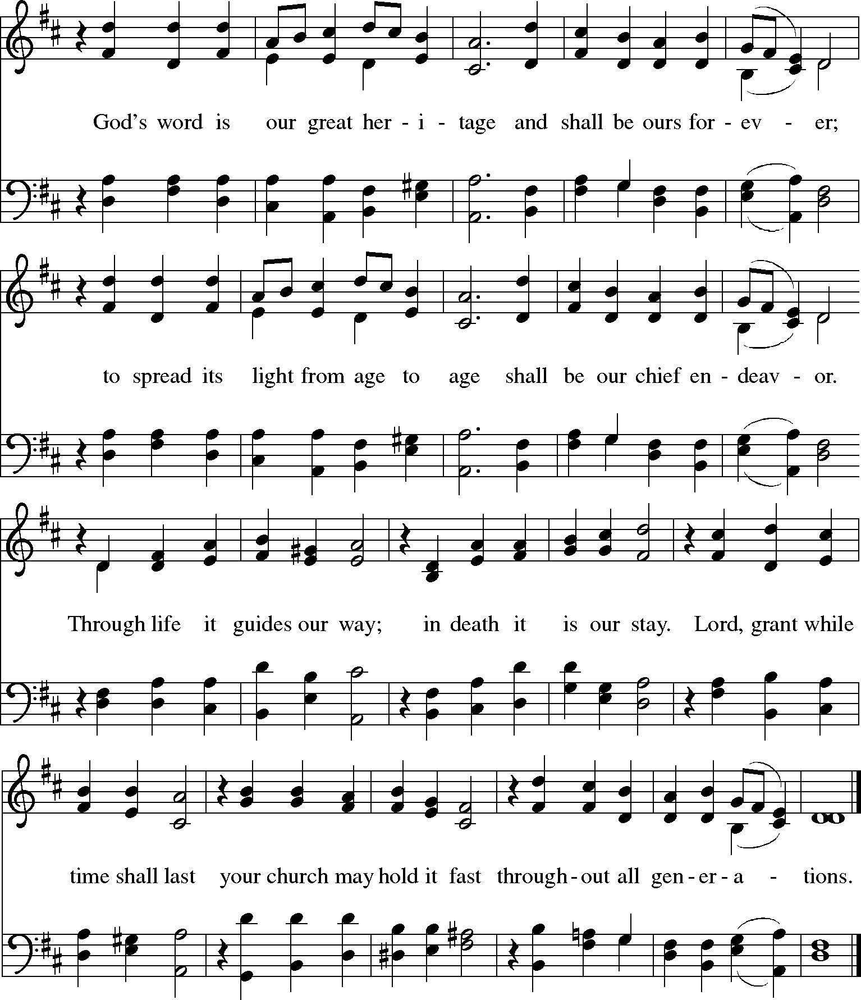 God's word is our great her - i - tage and shall be ours for - ev - er;
to spread its light from age to age shall be our chief en - deav - or.
Through life it guides our way; in death it is our stay. Lord, grant while
time shall last your church may hold it fast through - out all gen - er - a - tions.